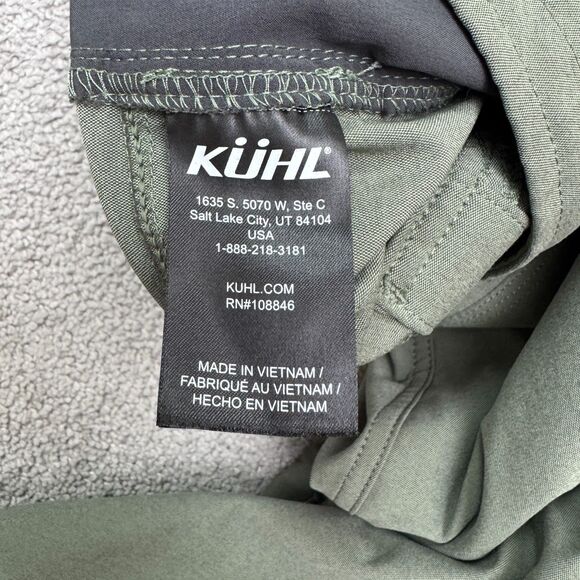 KÜHL®
1635 S. 5070 W, Ste C
Salt Lake City, UT 84104
USA
1-888-218-3181
KUHL.COM
RN#108846
MADE IN VIETNAM /
FABRIQUÉ AU VIETNAM /
HECHO EN VIETNAM